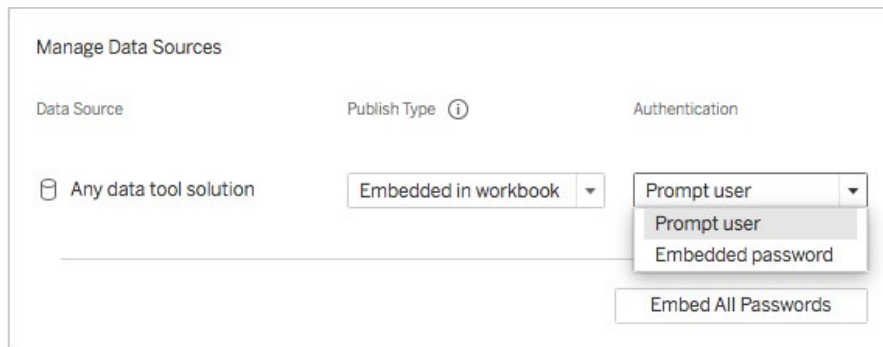 Manage Data Sources
Data Source Publish Type Authentication
Any data tool solution Embedded in workbook Prompt user
Prompt user
Embedded password
Embed All Passwords